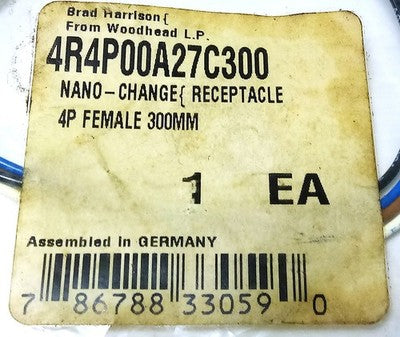 Brad Harrison{
From Woodhead L.P.
4R4P00A27C300
NANO-CHANGE{ RECEPTACLE
4P FEMALE 300MM
1 EA
Assembled in GERMANY
7 86788 33059 0